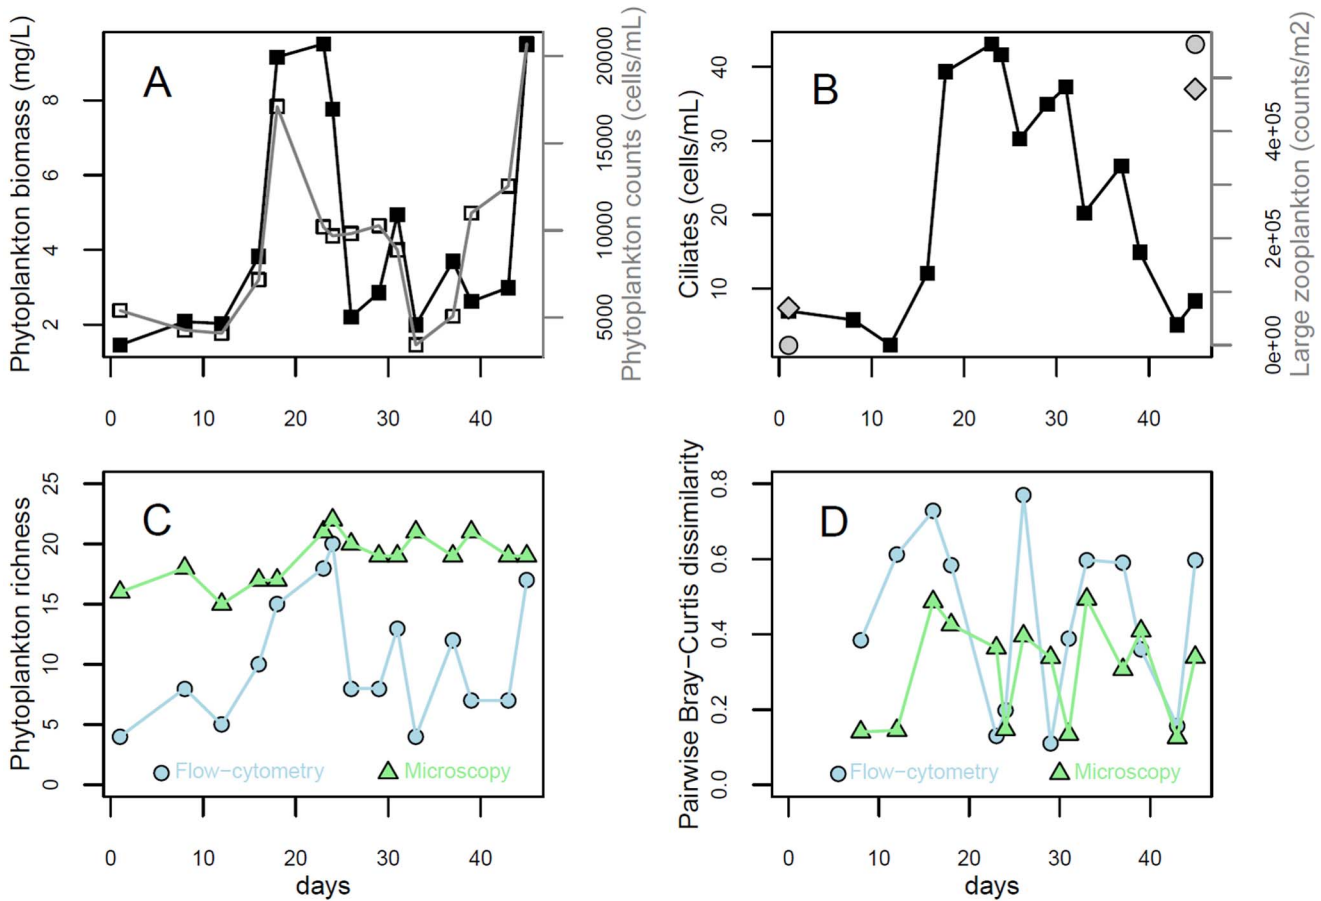 A
Phytoplankton biomass (mg/L)
2
4
6
8
Phytoplankton counts (cells/mL)
5000
10000
15000
20000
0
10
20
30
40
B
Ciliates (cells/mL)
10
20
30
40
Large zooplankton (counts/m2)
0e+00
2e+05
4e+05
0
10
20
30
40
C
Phytoplankton richness
0
5
10
15
20
25
Flow−cytometry
Microscopy
0
10
20
30
40
days
D
Pairwise Bray−Curtis dissimilarity
0.0
0.2
0.4
0.6
0.8
Flow−cytometry
Microscopy
0
10
20
30
40
days